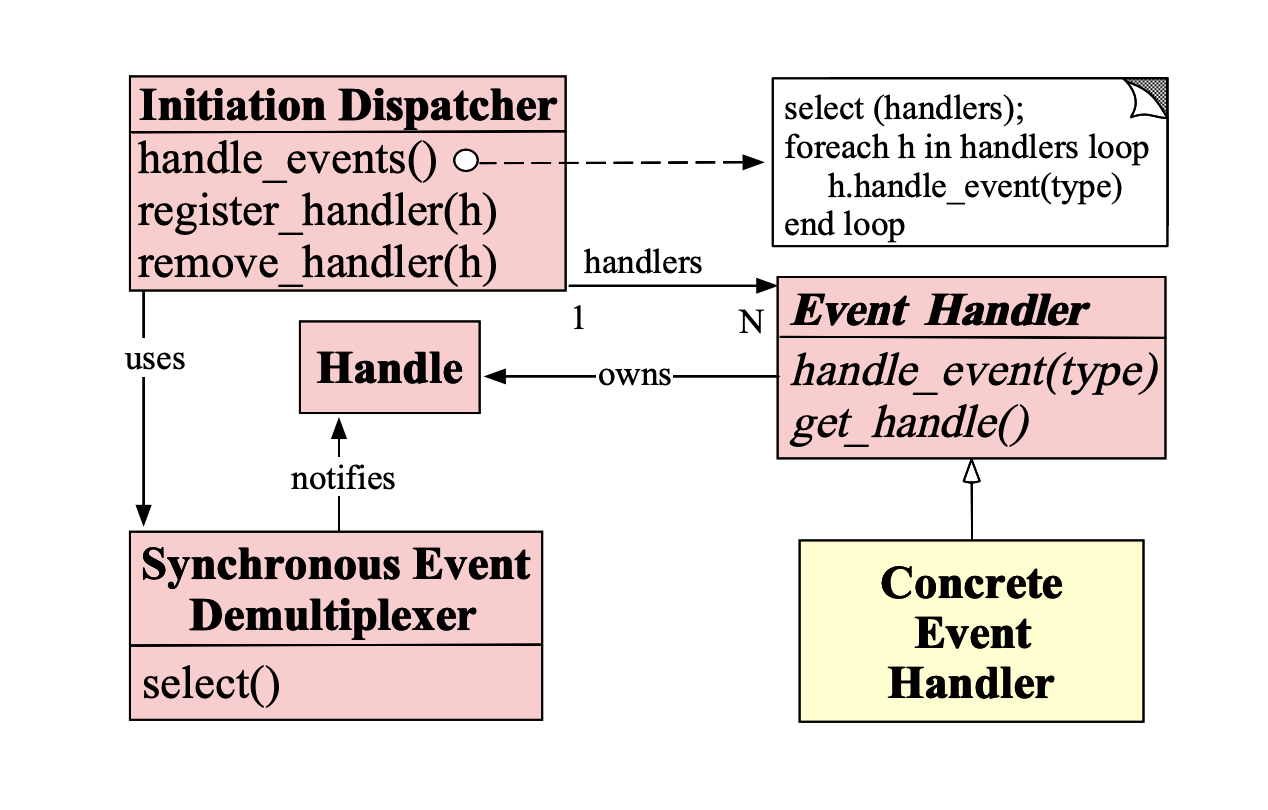 Initiation Dispatcher
handle_events()
register_handler(h)
remove_handler(h)
select (handlers);
foreach h in handlers loop
h.handle_event(type)
end loop
handlers
1
N
Event Handler
handle_event(type)
get_handle()
uses
Handle
owns
notifies
Synchronous Event
Demultiplexer
select()
Concrete
Event
Handler